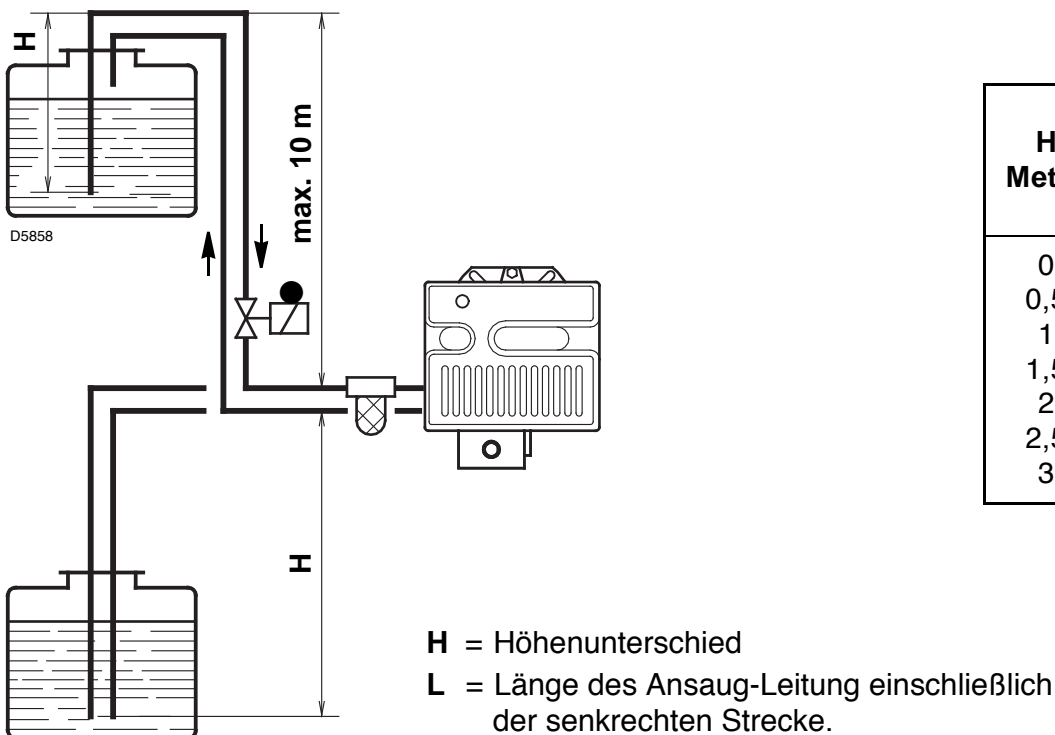 H
max. 10 m
D5858
H
H
Met
0
0,5
1
1,5
2
2,5
3
H = Höhenunterschied
L = Länge des Ansaug-Leitung einschließlich
der senkrechten Strecke.